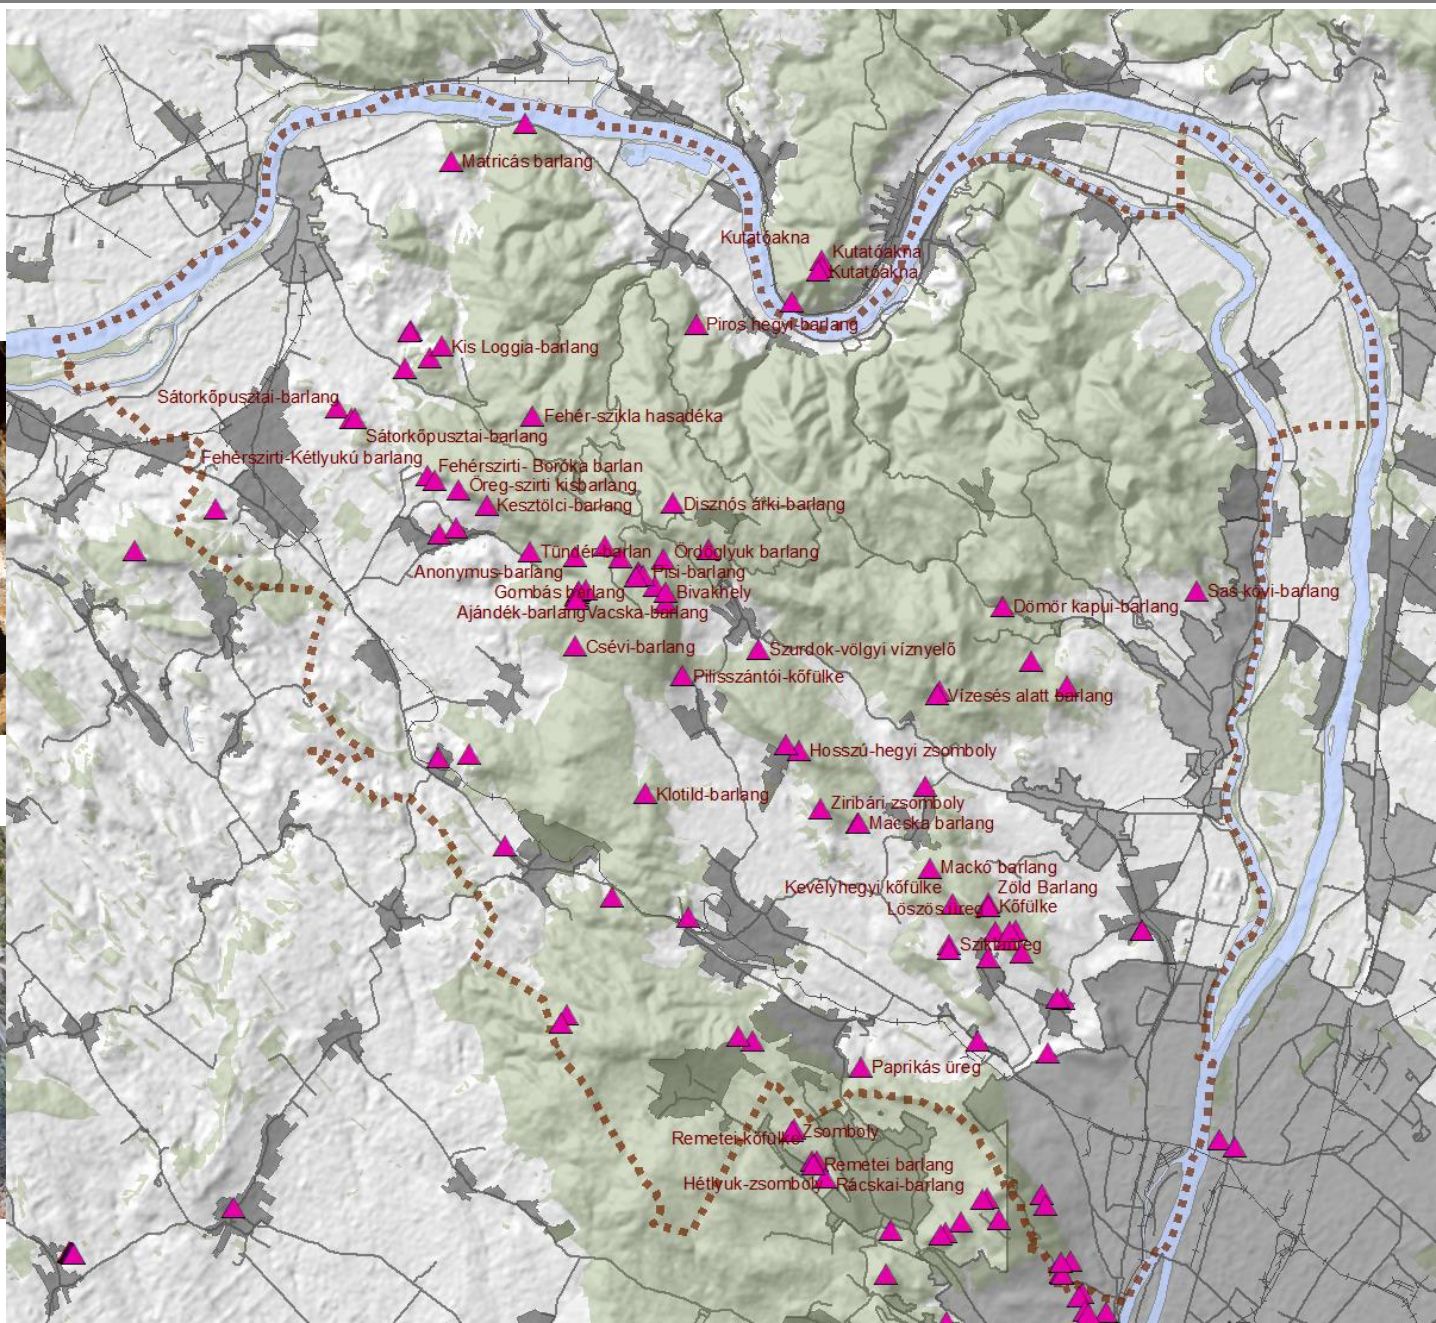 Mátricás barlang
Kutatóakna
Kutatóakna
Kutatóakna
Piros hegyi-barlang
Kis Loggia-barlang
Sátorkőpusztai-barlang
Fehér-szikla hasadéka
Sátorkőpusztai-barlang
Fehérszirti-Kétlyukú barlang
Fehérszirti- Boróka barlan
Öreg-szirti kisbarlang
Kesztölci-barlang
Disznós árki-barlang
Tündér-barlan
Ördöglyuk barlang
Anonymus-barlang
Pisi-barlang
Gombás barlang
Bivakhely
Ajándék-barlang
Vacska-barlang
Sas kövi-barlang
Dömör kapui-barlang
Csévi-barlang
Szurdok-völgyi víznyelő
Pilisszántói-kőfülke
Vízesés alatt barlang
Hosszú-hegyi zsomboly
Klotild-barlang
Ziribári zsomboly
Macska barlang
Mackó barlang
Kevélyhegyi kőfülke
Zöld Barlang
Löszös üreg
Kőfülke
Paprikás üreg
Remetei-kőfülke
Zsomboly
Remetei barlang
Hétlyuk-zsomboly
Rácskai-barlang